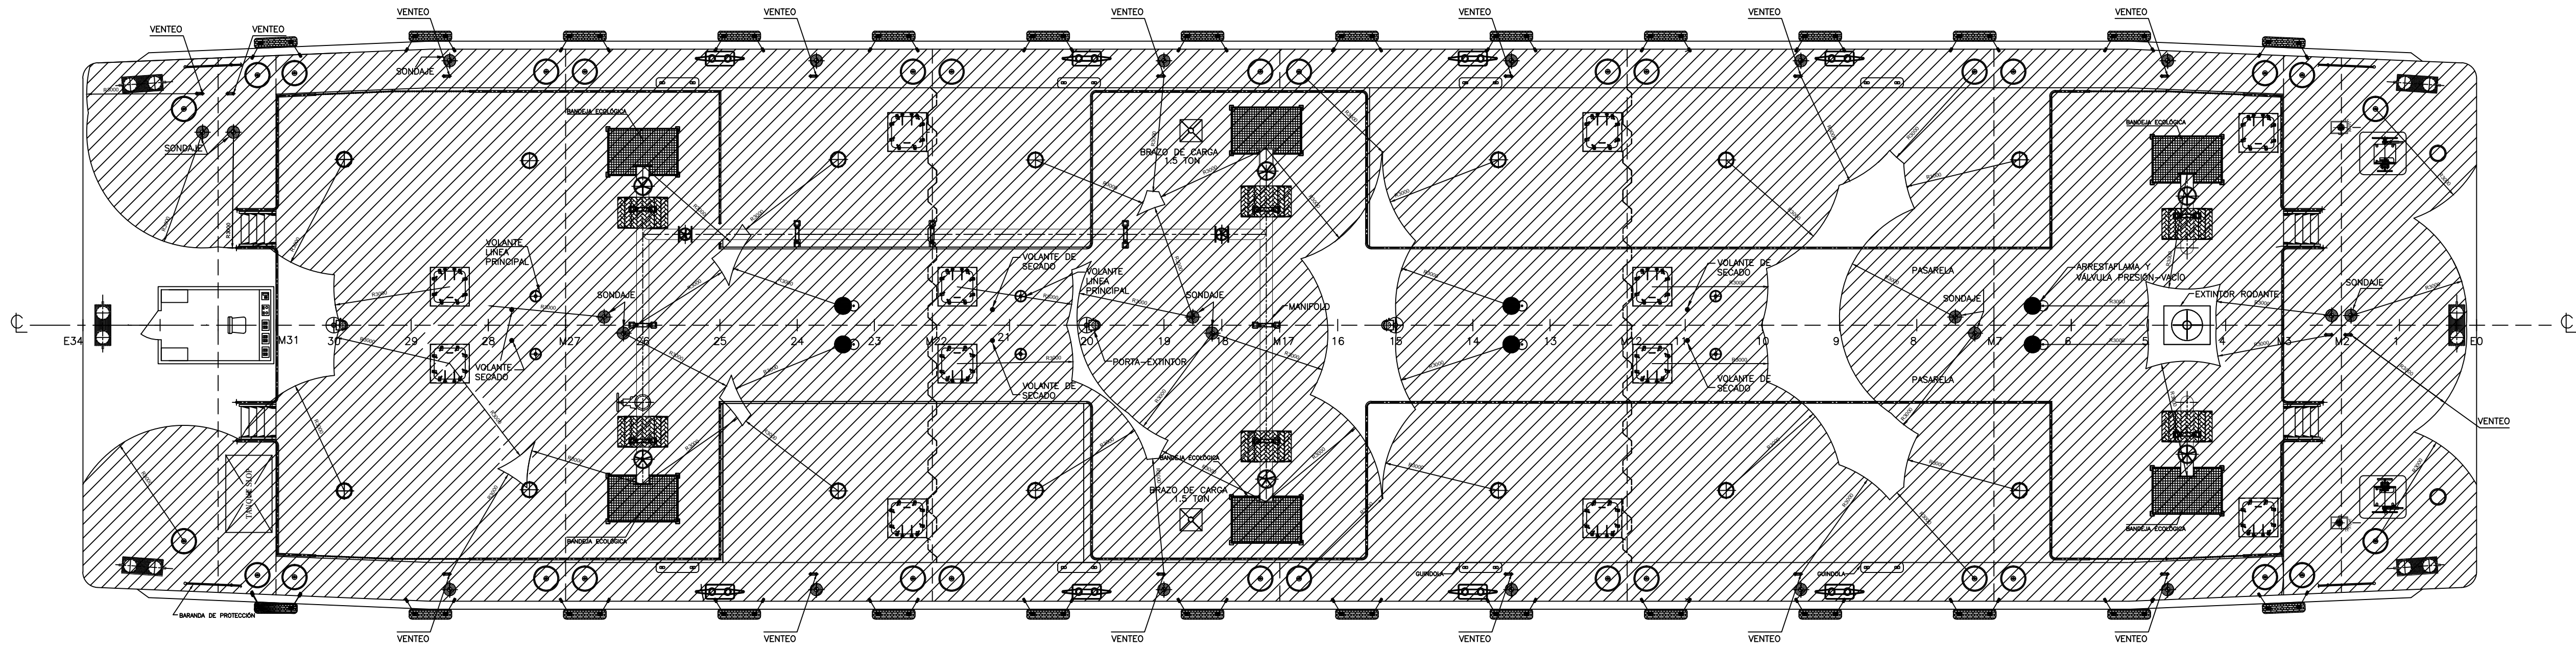 VENTEO
VENTEO
VENTEO
VENTEO
VENTEO
VENTEO
VENTEO
VENTEO
SONDAJE
SONDAJE
BANDEJA ECOLÓGICA
BRAZO DE CARGA
1.5 TON
BANDEJA ECOLÓGICA
VOLANTE
LINEA
PRINCIPAL
SONDAJE
VOLANTE DE
SECADO
VOLANTE
LINEA
PRINCIPAL
SONDAJE
MANIFOLD
VOLANTE DE
SECADO
PASARELA
SONDAJE
ARRESTAFLAMA Y
VÁLVULA PRESIÓN-VACÍO
EXTINTOR RODANTE
SONDAJE
E34 M31 30 29 28 M27 26 25 24 23 M22 21 20 19 18 M17 16 15 14 13 M12 11 10 9 8 M7 6 5 4 M3 M2 1 E0
VOLANTE
SECADO
PORTA-EXTINTOR
VOLANTE DE
SECADO
VOLANTE DE
SECADO
PASARELA
VENTEO
TANQUE SLOP
BANDEJA ECOLÓGICA
BRAZO DE CARGA
1.5 TON
BANDEJA ECOLÓGICA
BANDEJA ECOLÓGICA
GUINDOLA
GUINDOLA
BARANDA DE PROTECCIÓN
VENTEO
VENTEO
VENTEO
VENTEO
VENTEO
VENTEO